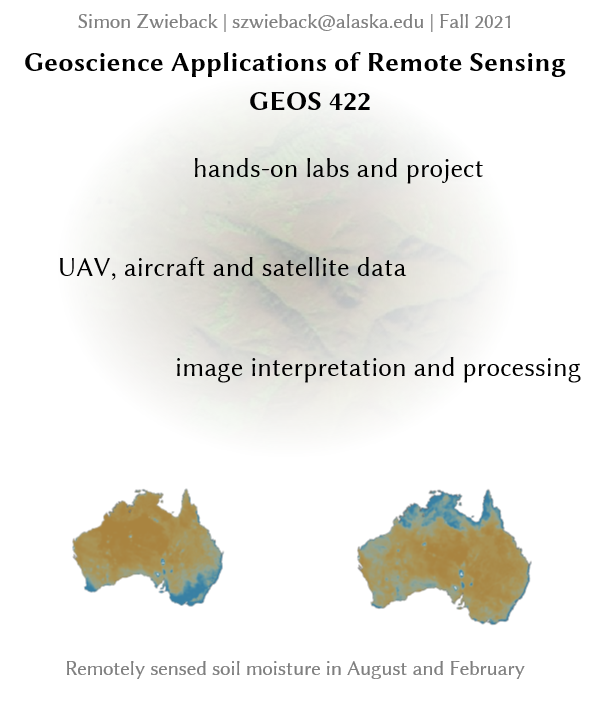 Simon Zwieback | szwieback@alaska.edu | Fall 2021
Geoscience Applications of Remote Sensing
GEOS 422
hands-on labs and project
UAV, aircraft and satellite data
image interpretation and processing
Remotely sensed soil moisture in August and February